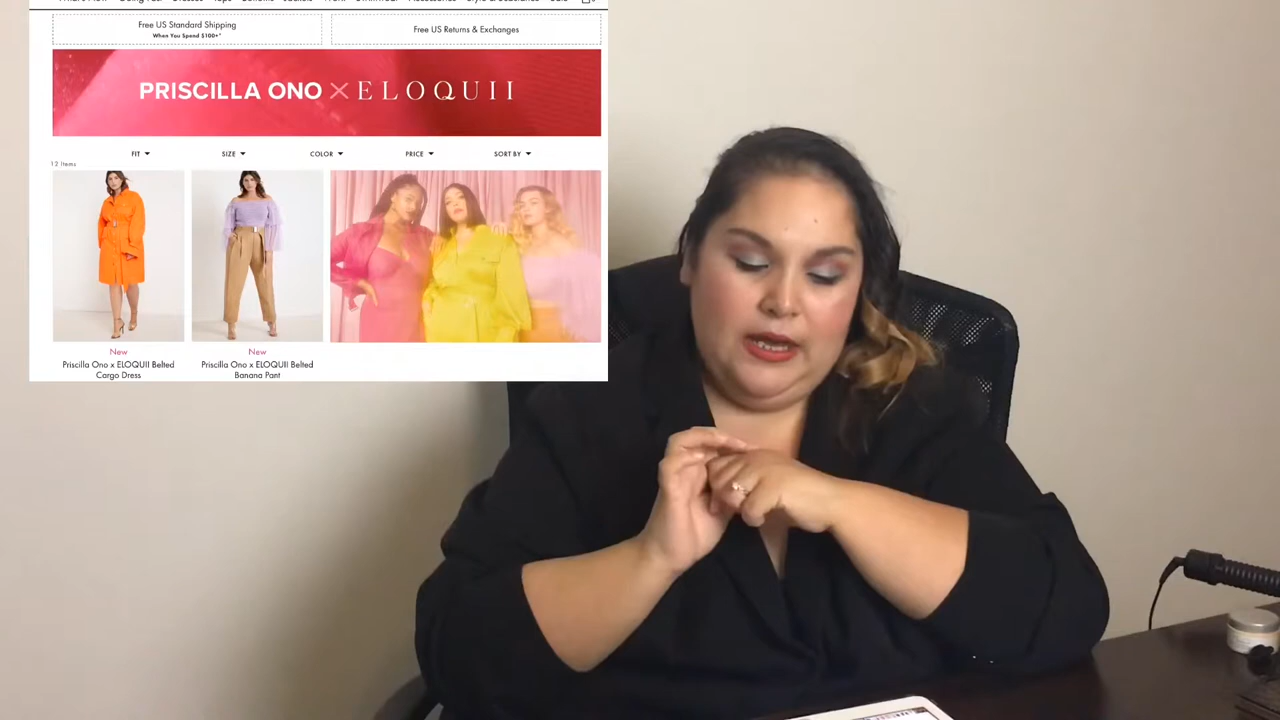 Free US Standard Shipping
When You Spend $100+*
Free US Returns & Exchanges
PRISCILLA ONO X ELOQUII
FIT
SIZE
COLOR
PRICE
SORT BY
12 Items
New
Priscilla Ono x ELOQUII Belted
Cargo Dress
New
Priscilla Ono x ELOQUII Belted
Banana Pant